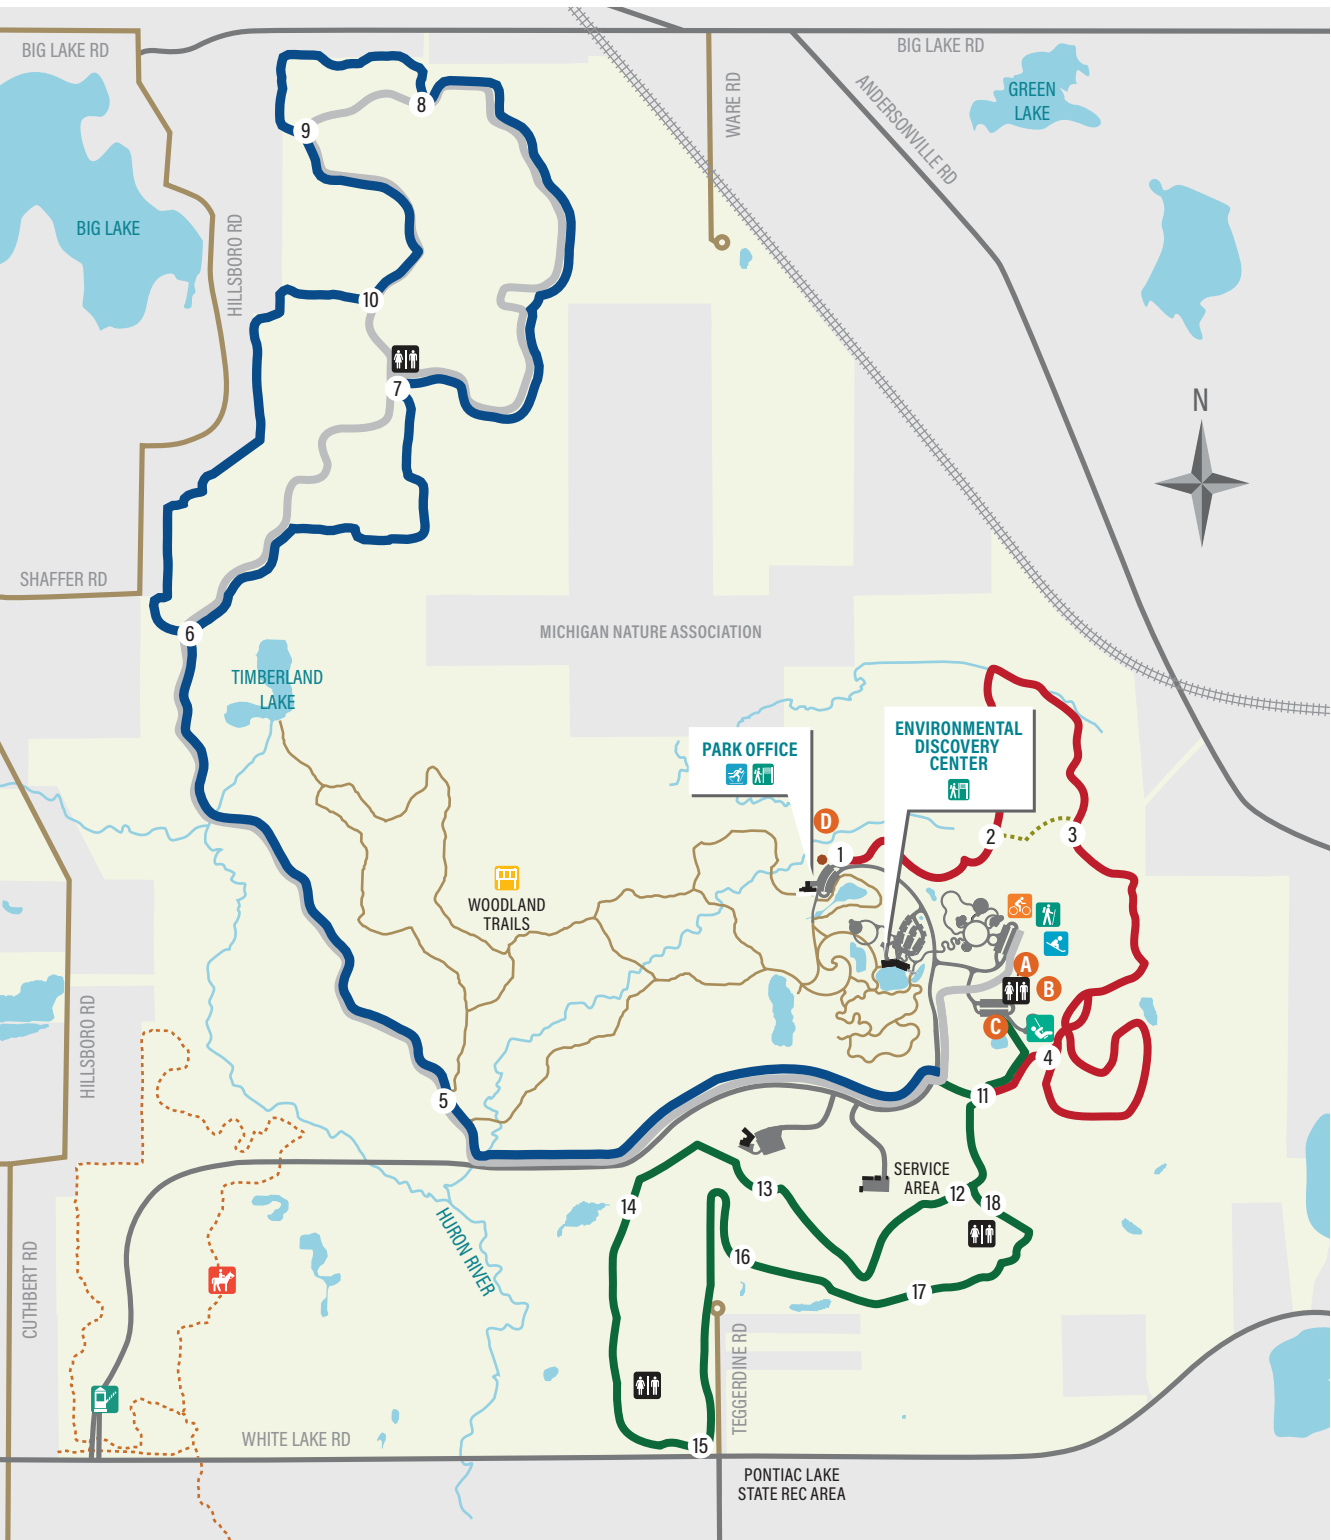 BIG LAKE RD
BIG LAKE RD
WARE RD
ANDERSONVILLE RD
GREEN
LAKE
8
9
BIG LAKE
HILLSBORO RD
10
7
N
SHAFFER RD
6
MICHIGAN NATURE ASSOCIATION
TIMBERLAND
LAKE
PARK OFFICE
ENVIRONMENTAL
DISCOVERY
CENTER
D
1
2
3
WOODLAND
TRAILS
A
B
C
HILLSBORO RD
4
5
11
SERVICE
AREA
12
18
13
14
HURON RIVER
16
17
CUTHBERT RD
TEGGERDINE RD
WHITE LAKE RD
15
PONTIAC LAKE
STATE REC AREA